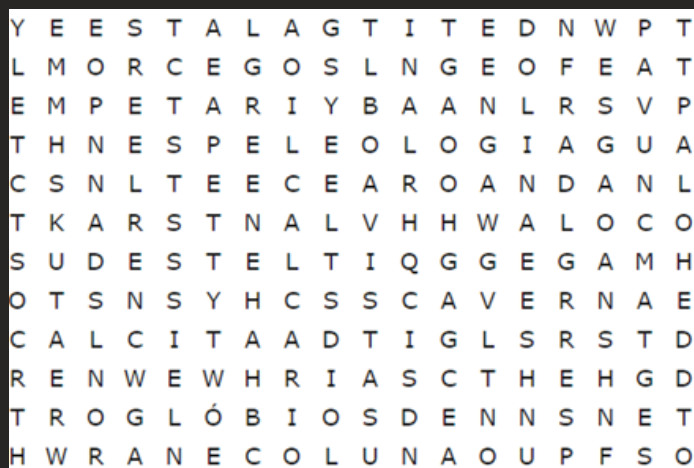 Y E E S T A L A G T I T E D N W P T
L M O R C E G O S L N G E O F E A T
E M P E T A R I Y B A A N L R S V P
T H N E S P E L E O L O G I A G U A
C S N L T E E C E A R O A N D A N L
T K A R S T N A L V H H W A L O C O
S U D E S T E L T I Q G G E G A M H
O T S N S Y H C S S C A V E R N A E
C A L C I T A A D T I G L S R S T D
R E N W E W H R I A S C T H E H G D
T R O G L Ó B I O S D E N N S N E T
H W R A N E C O L U N A O U P F S O